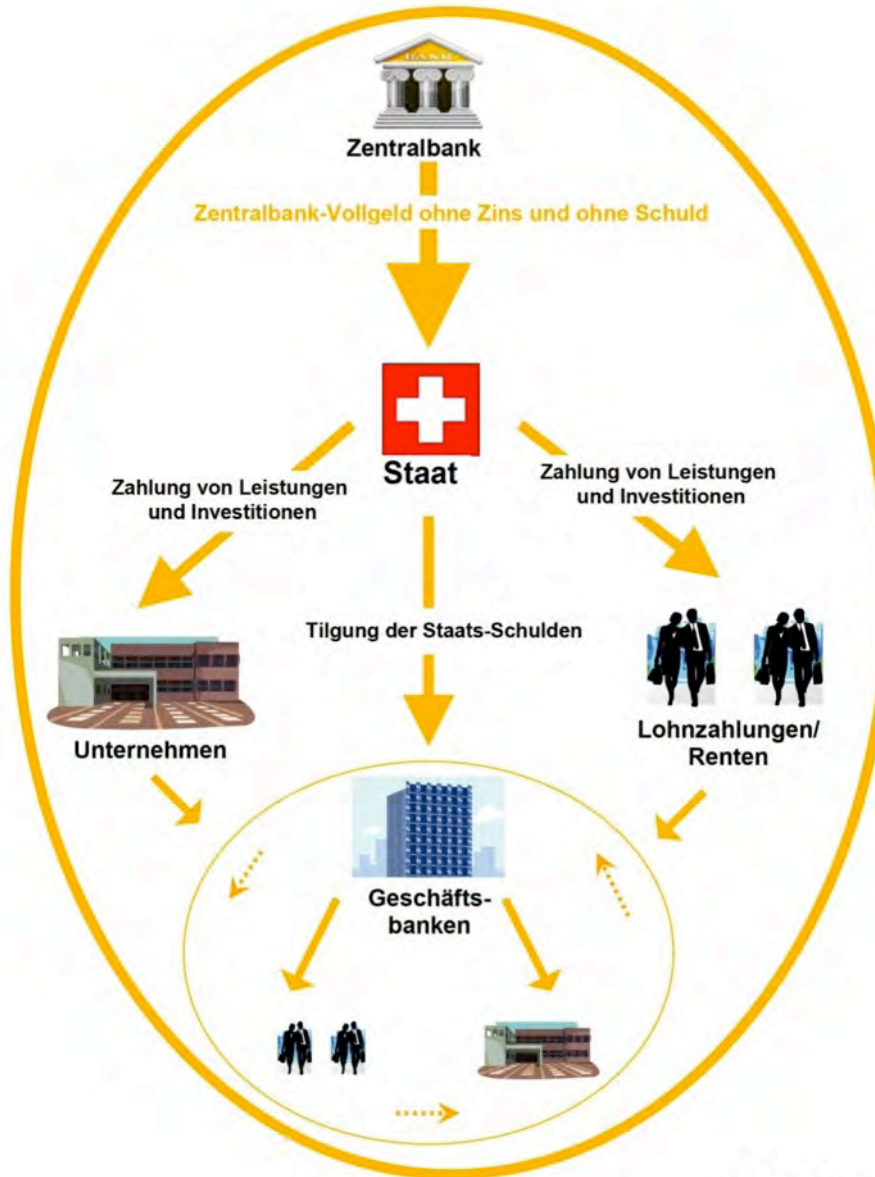 BANK
Zentralbank
Zentralbank-Vollgeld ohne Zins und ohne Schuld
Staat
Zahlung von Leistungen
und Investitionen
Zahlung von Leistungen
und Investitionen
Tilgung der Staats-Schulden
Unternehmen
Lohnzahlungen/
Renten
Geschäfts-
banken